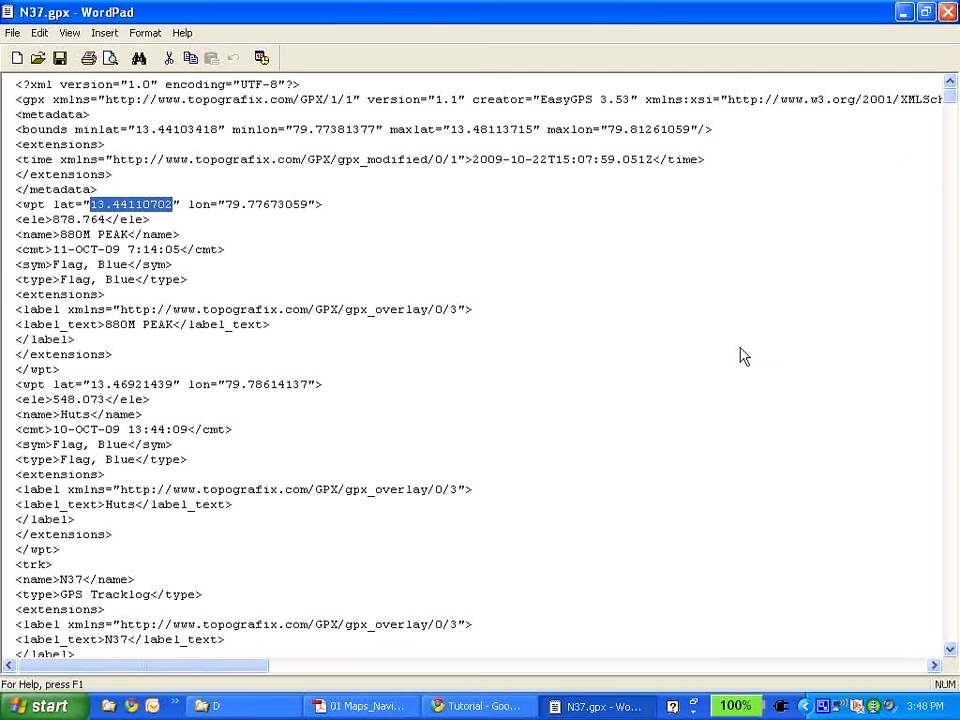 N37.gpx - WordPad
File Edit View Insert Format Help
<?xml version="1.0" encoding="UTF-8"?>
<gpx xmlns="http://www.topografix.com/GPX/1/1" version="1.1" creator="EasyGPS 3.53" xmlns:xsi="http://www.w3.org/2001/XMLSch
<metadata>
<bounds minlat="13.44103418" minlon="79.77381377" maxlat="13.48113715" maxlon="79.81261059"/>
<extensions>
<time xmlns="http://www.topografix.com/GPX/gpx_modified/0/1">2009-10-22T15:07:59.051Z</time>
</extensions>
</metadata>
<wpt lat="13.44110702" lon="79.77673059">
<ele>878.764</ele>
<name>880M PEAK</name>
<cmt>11-OCT-09 7:14:05</cmt>
<sym>Flag, Blue</sym>
<type>Flag, Blue</type>
<extensions>
<label xmlns="http://www.topografix.com/GPX/gpx_overlay/0/3">
<label_text>880M PEAK</label_text>
</label>
</extensions>
</wpt>
<wpt lat="13.46921439" lon="79.78614137">
<ele>548.073</ele>
<name>Huts</name>
<cmt>10-OCT-09 13:44:09</cmt>
<sym>Flag, Blue</sym>
<type>Flag, Blue</type>
<extensions>
<label xmlns="http://www.topografix.com/GPX/gpx_overlay/0/3">
<label_text>Huts</label_text>
</label>
</extensions>
</wpt>
<trk>
<name>N37</name>
<type>GPS Tracklog</type>
<extensions>
<label xmlns="http://www.topografix.com/GPX/gpx_overlay/0/3">
<label_text>N37</label_text>
</label>
For Help, press F1 NUM
start D 01 Maps_Navi... Tutorial - Goo... N37.gpx - Wo... 100% 3:48 PM